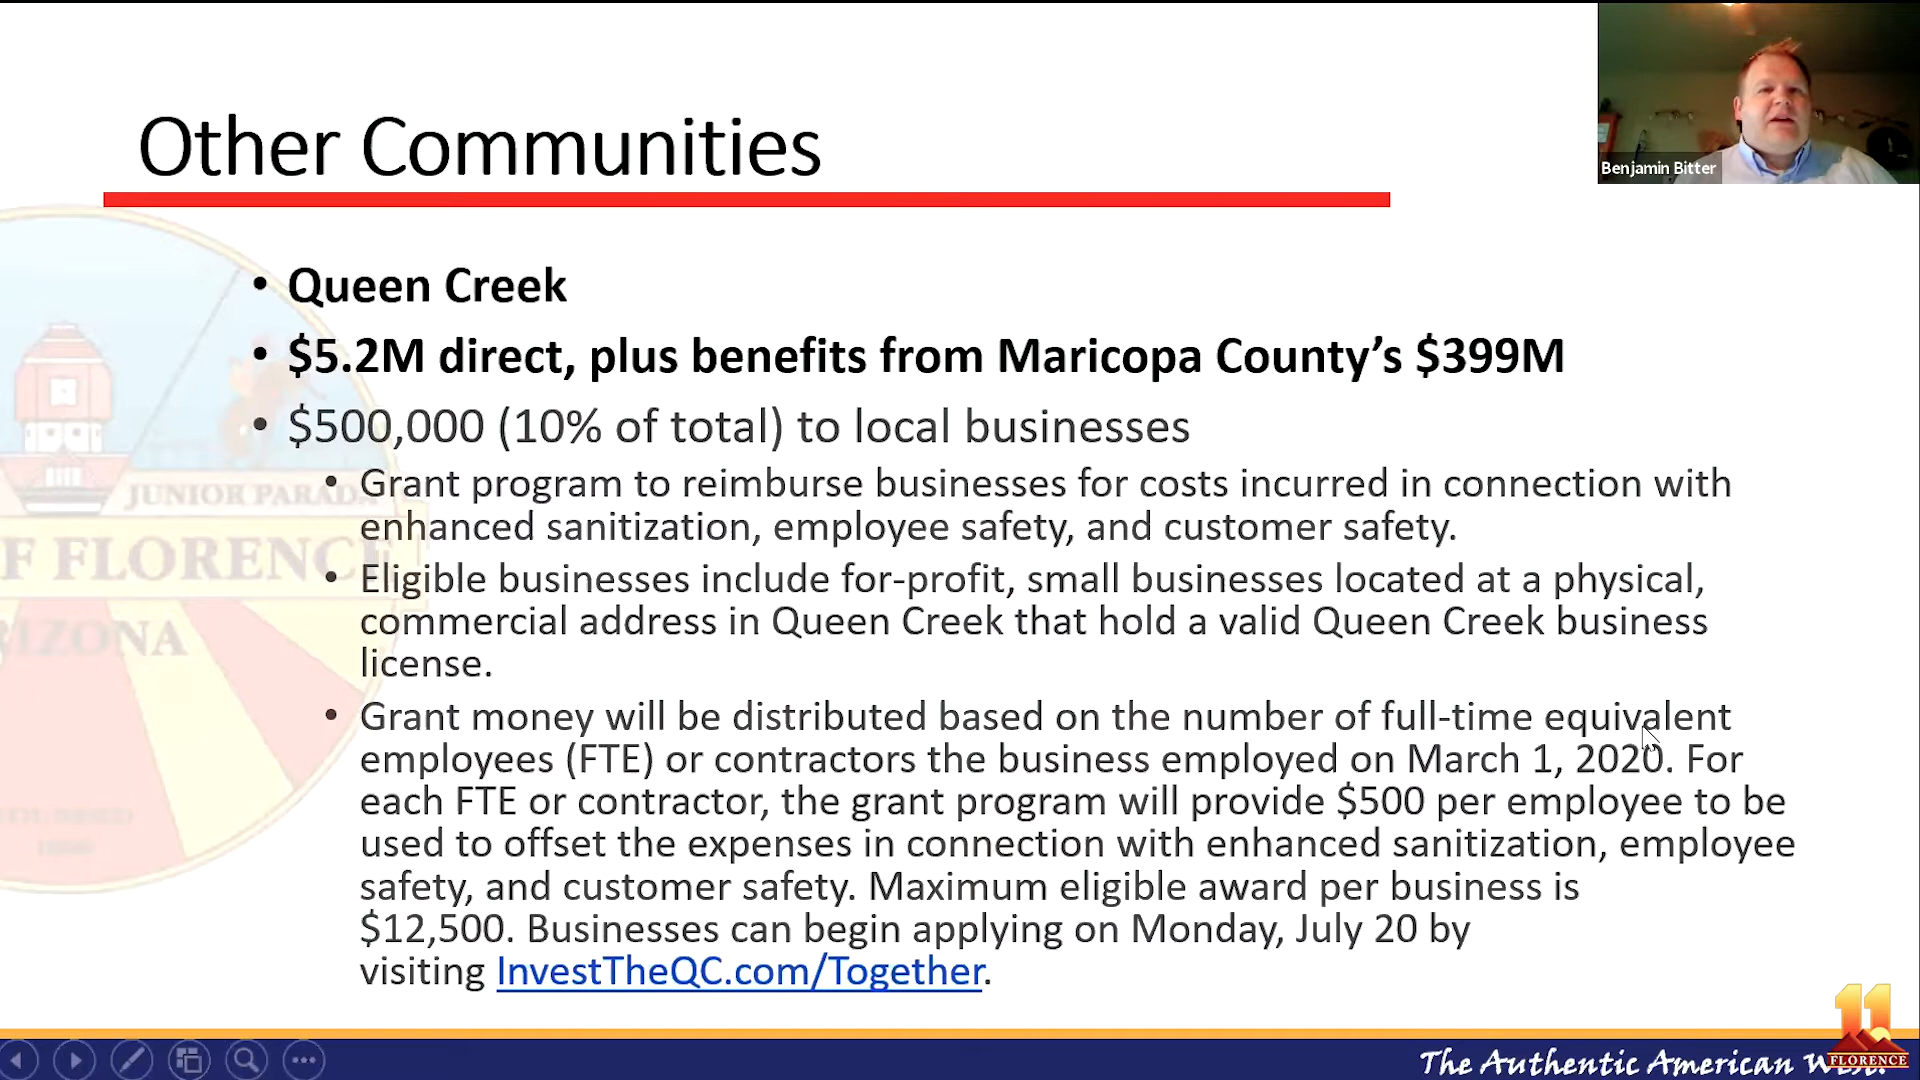 Other Communities
Benjamin Bitter
• Queen Creek
• $5.2M direct, plus benefits from Maricopa County’s $399M
• $500,000 (10% of total) to local businesses
• Grant program to reimburse businesses for costs incurred in connection with
enhanced sanitization, employee safety, and customer safety.
• Eligible businesses include for-profit, small businesses located at a physical,
commercial address in Queen Creek that hold a valid Queen Creek business
license.
• Grant money will be distributed based on the number of full-time equivalent
employees (FTE) or contractors the business employed on March 1, 2020. For
each FTE or contractor, the grant program will provide $500 per employee to be
used to offset the expenses in connection with enhanced sanitization, employee
safety, and customer safety. Maximum eligible award per business is
$12,500. Businesses can begin applying on Monday, July 20 by
visiting InvestTheQC.com/Together.
JUNIOR PARADA
F FLORENCE
RIZONA
The Authentic American West.
11
FLORENCE